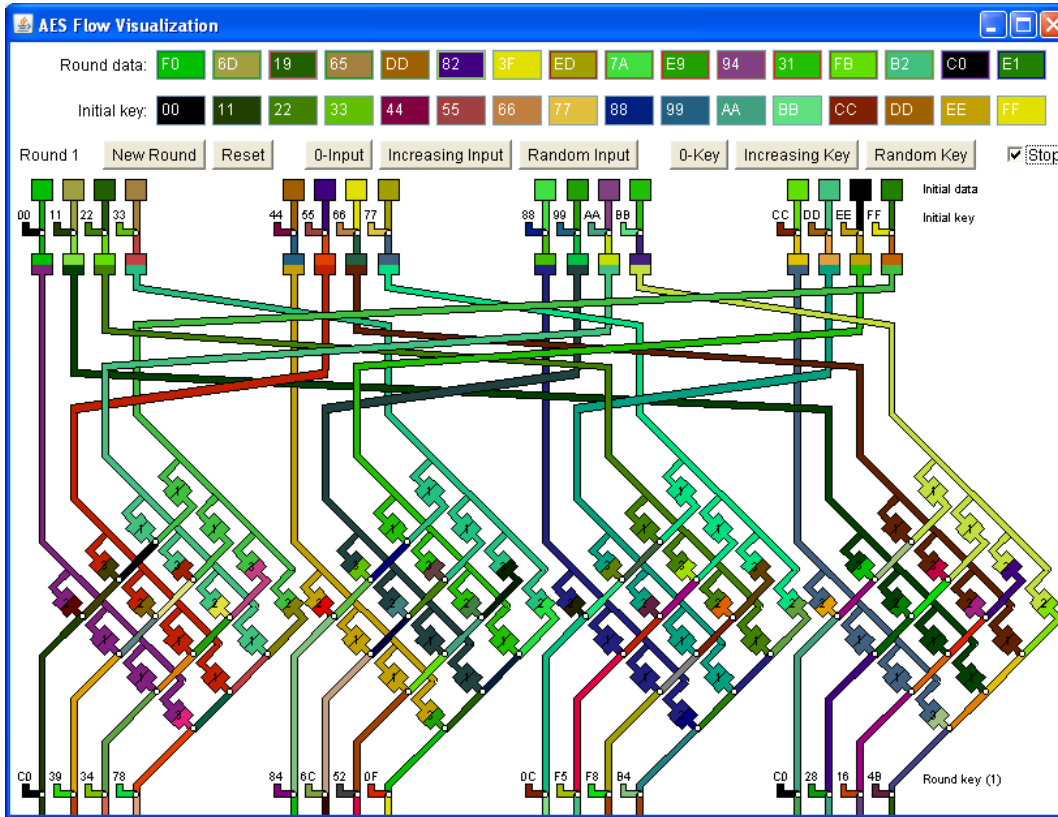 AES Flow Visualization
Round data: F0 6D 19 65 DD 82 3F ED 7A E9 94 31 FB B2 C0 E1
Initial key: 00 11 22 33 44 55 66 77 88 99 AA BB CC DD EE FF
Round 1 New Round Reset 0-Input Increasing Input Random Input 0-Key Increasing Key Random Key Stop
Initial data
00 11 22 33 44 55 66 77 88 99 AA BB CC DD EE FF Initial key
C0 39 34 78 84 6C 52 0F 0C F5 F8 B4 C0 28 16 4B Round key (1)